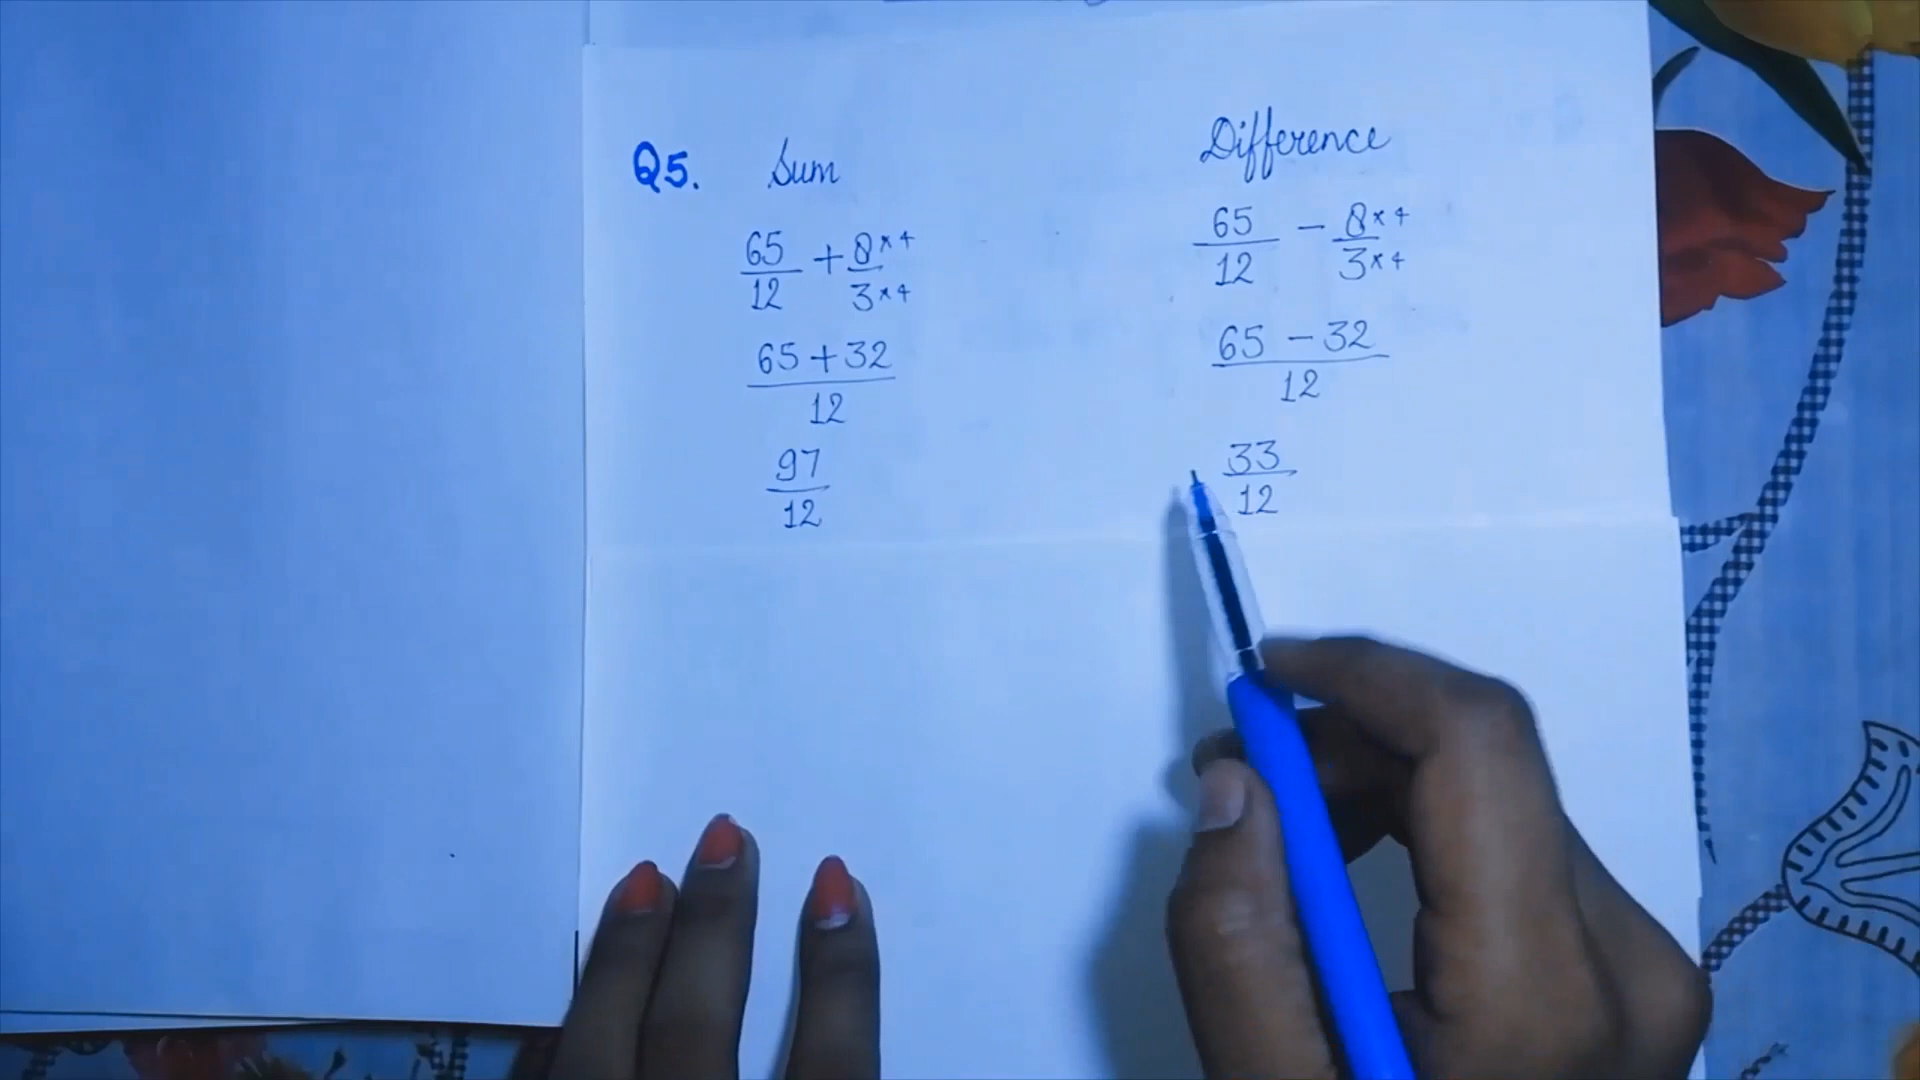 Q5. Sum
65/12 + 8×4/3×4
65 + 32/12
97/12
Difference
65/12 - 8×4/3×4
65 - 32/12
33/12